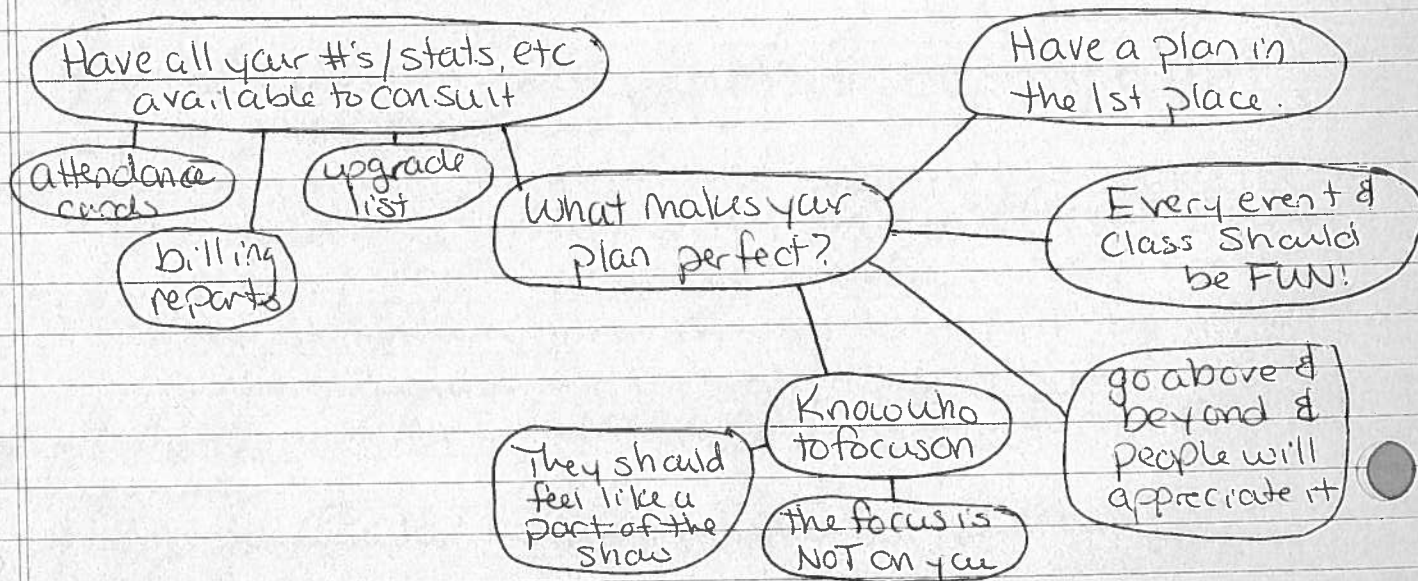 Have all your #'s/stats, etc
available to consult
attendance
cards
upgrade
list
billing
reports
What makes your
plan perfect?
Have a plan in
the 1st place.
Every event &
class should
be FUN!
go above &
beyond &
people will
appreciate it
Know who
to focus on
They should
feel like a
part of the
show
the focus is
NOT on you